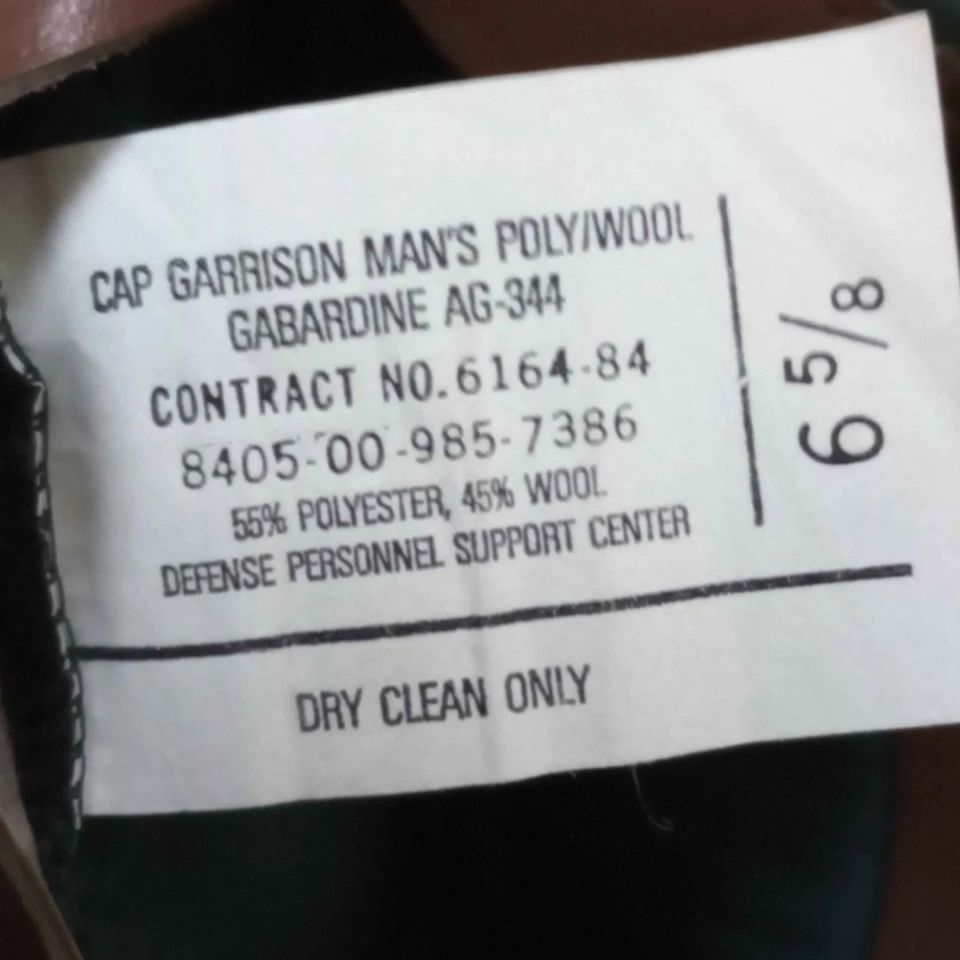 CAP GARRISON MAN'S POLY/WOOL
GABARDINE AG-344
CONTRACT NO.6164-84
8405-00-985-7386
55% POLYESTER, 45% WOOL
DEFENSE PERSONNEL SUPPORT CENTER
6 5/8
DRY CLEAN ONLY